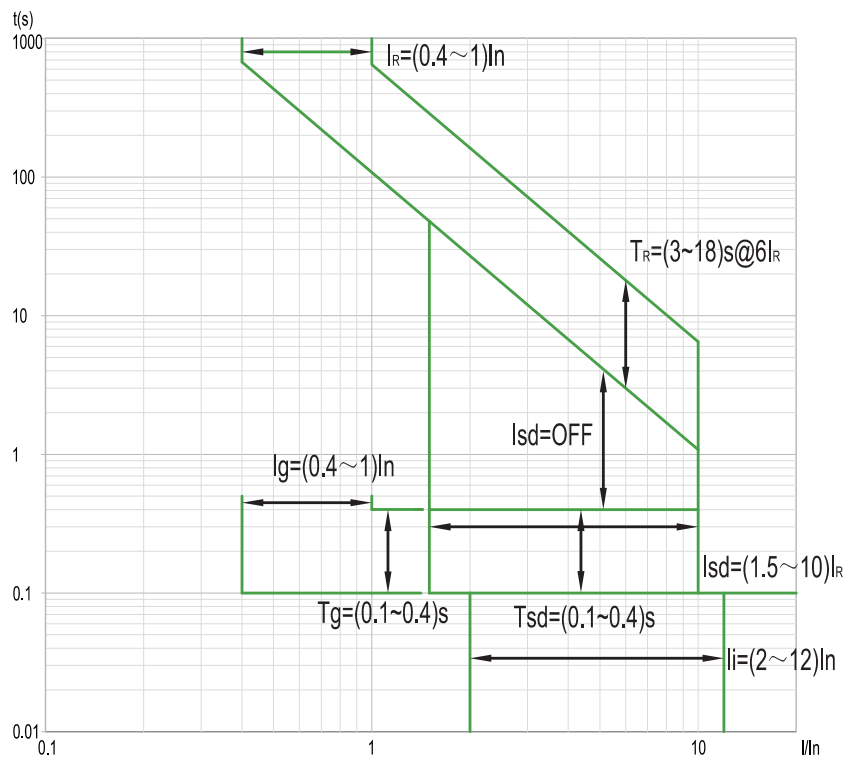 t(s)
1000
IR=(0.4～1)In
100
TR=(3~18)s@6IR
10
Isd=OFF
1
Ig=(0.4～1)In
Isd=(1.5～10)IR
0.1
Tg=(0.1~0.4)s
Tsd=(0.1~0.4)s
Ii=(2～12)In
0.01
0.1
1
10
I/In